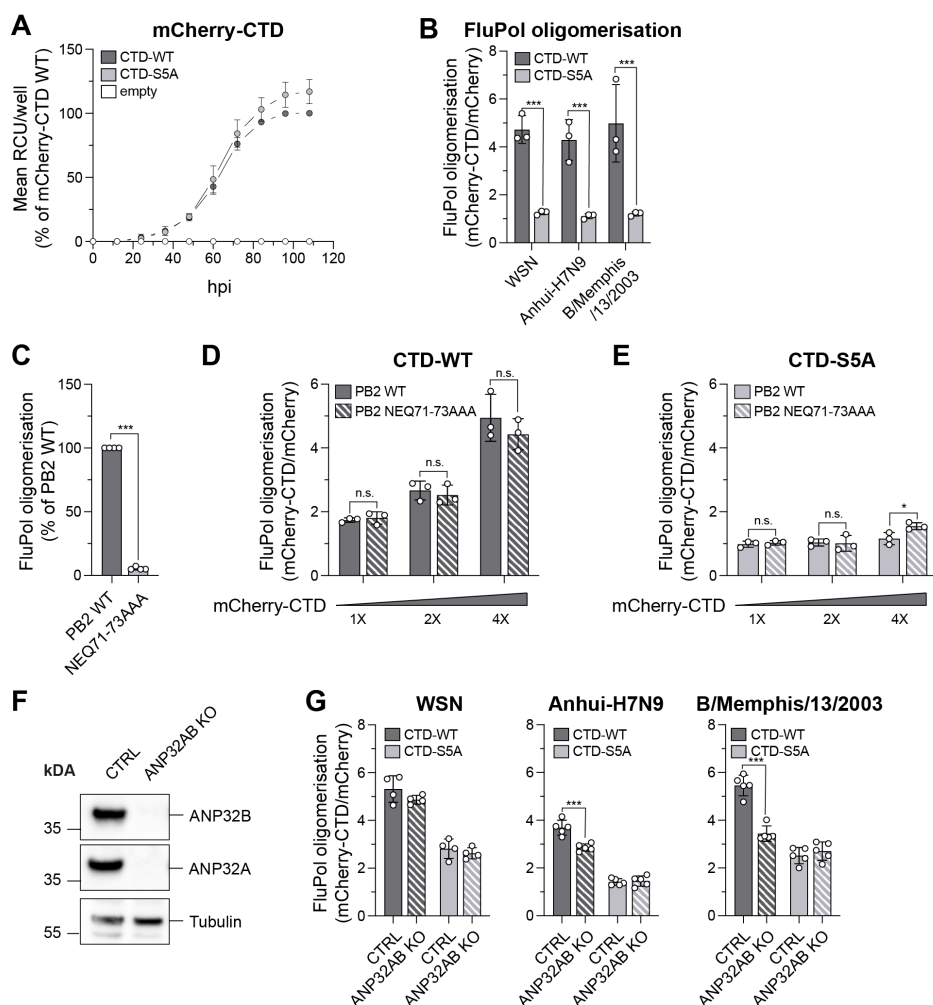 A
mCherry-CTD
Mean RCU/well
(% of mCherry-CTD WT)
150
100
50
0
CTD-WT
CTD-S5A
empty
0 20 40 60 80 100 120
hpi
B
FluPol oligomerisation
FluPol oligomerisation
(mCherry-CTD/mCherry)
8
6
4
2
0
CTD-WT
CTD-S5A
***
***
***
WSN
Anhui-H7N9
B/Memphis
/13/2003
C
FluPol oligomerisation
(% of PB2 WT)
150
100
50
0
***
PB2 WT
NEQ71-73AAA
D
CTD-WT
FluPol oligomerisation
(mCherry-CTD/mCherry)
6
4
2
0
PB2 WT
PB2 NEQ71-73AAA
n.s.
n.s.
n.s.
mCherry-CTD
1X 2X 4X
E
CTD-S5A
FluPol oligomerisation
(mCherry-CTD/mCherry)
6
4
2
0
PB2 WT
PB2 NEQ71-73AAA
n.s.
n.s.
*
mCherry-CTD
1X 2X 4X
F
kDA
CTRL
ANP32AB KO
35
ANP32B
35
ANP32A
55
Tubulin
G
WSN
FluPol oligomerisation
(mCherry-CTD/mCherry)
8
6
4
2
0
CTD-WT
CTD-S5A
CTRL
ANP32AB KO
CTRL
ANP32AB KO
Anhui-H7N9
8
6
4
2
0
CTD-WT
CTD-S5A
***
CTRL
ANP32AB KO
CTRL
ANP32AB KO
B/Memphis/13/2003
8
6
4
2
0
CTD-WT
CTD-S5A
***
CTRL
ANP32AB KO
CTRL
ANP32AB KO